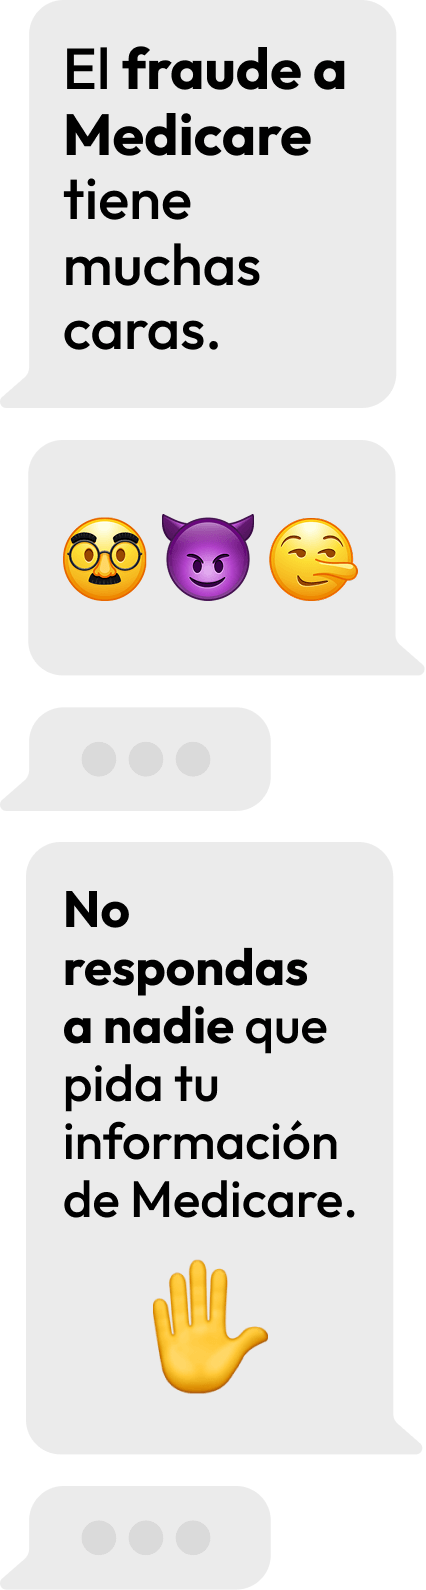 El fraude a
Medicare
tiene
muchas
caras.
No
respondas
a nadie que
pida tu
información
de Medicare.